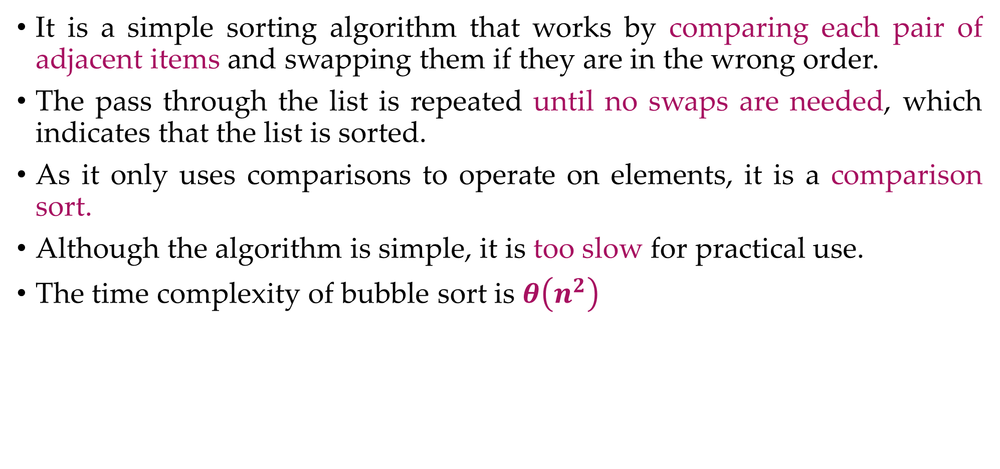 • It is a simple sorting algorithm that works by comparing each pair of
adjacent items and swapping them if they are in the wrong order.
• The pass through the list is repeated until no swaps are needed, which
indicates that the list is sorted.
• As it only uses comparisons to operate on elements, it is a comparison
sort.
• Although the algorithm is simple, it is too slow for practical use.
• The time complexity of bubble sort is θ(n²)